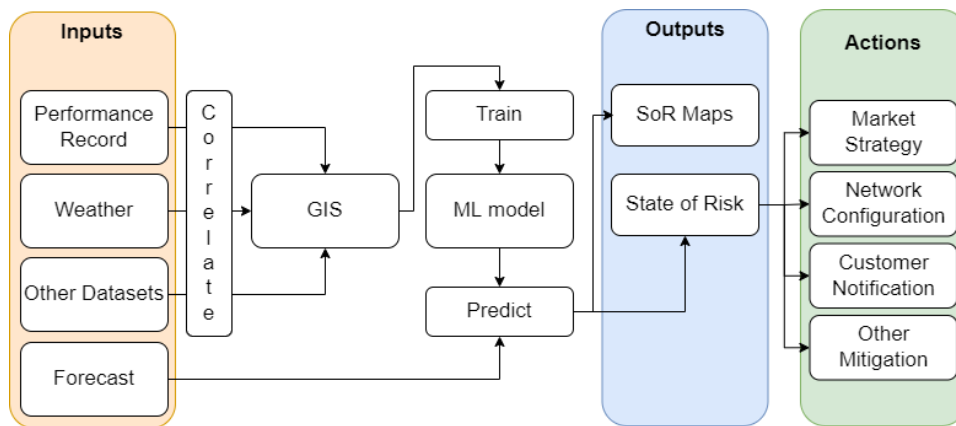 Inputs
Performance
Record
Weather
Other Datasets
Forecast
C
o
r
r
e
l
a
t
e
GIS
Train
ML model
Predict
Outputs
SoR Maps
State of Risk
Actions
Market
Strategy
Network
Configuration
Customer
Notification
Other
Mitigation